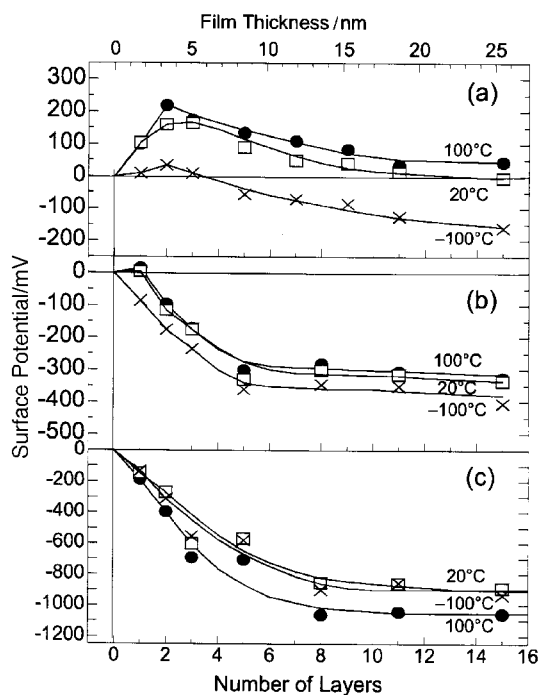 Film Thickness/nm
0 5 10 15 20 25
300
200
100
0
-100
-200
(a)
100°C
20°C
−100°C
0
-100
-200
-300
-400
-500
(b)
100°C
20°C
−100°C
0
-200
-400
-600
-800
-1000
-1200
(c)
20°C
−100°C
100°C
Surface Potential/mV
0 2 4 6 8 10 12 14 16
Number of Layers